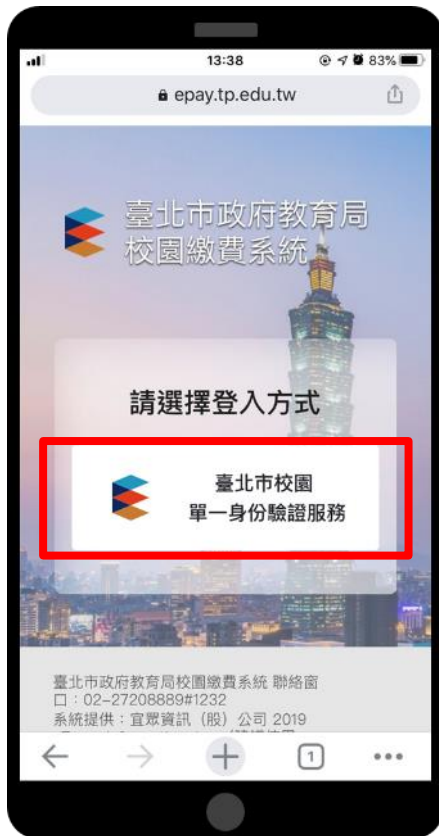 13:38
83%
epay.tp.edu.tw
臺北市政府教育局
校園繳費系統
請選擇登入方式
臺北市校園
單一身份驗證服務
臺北市政府教育局校園繳費系統 聯絡窗
口：02-27208889#1232
系統提供：宜眾資訊（股）公司 2019
1